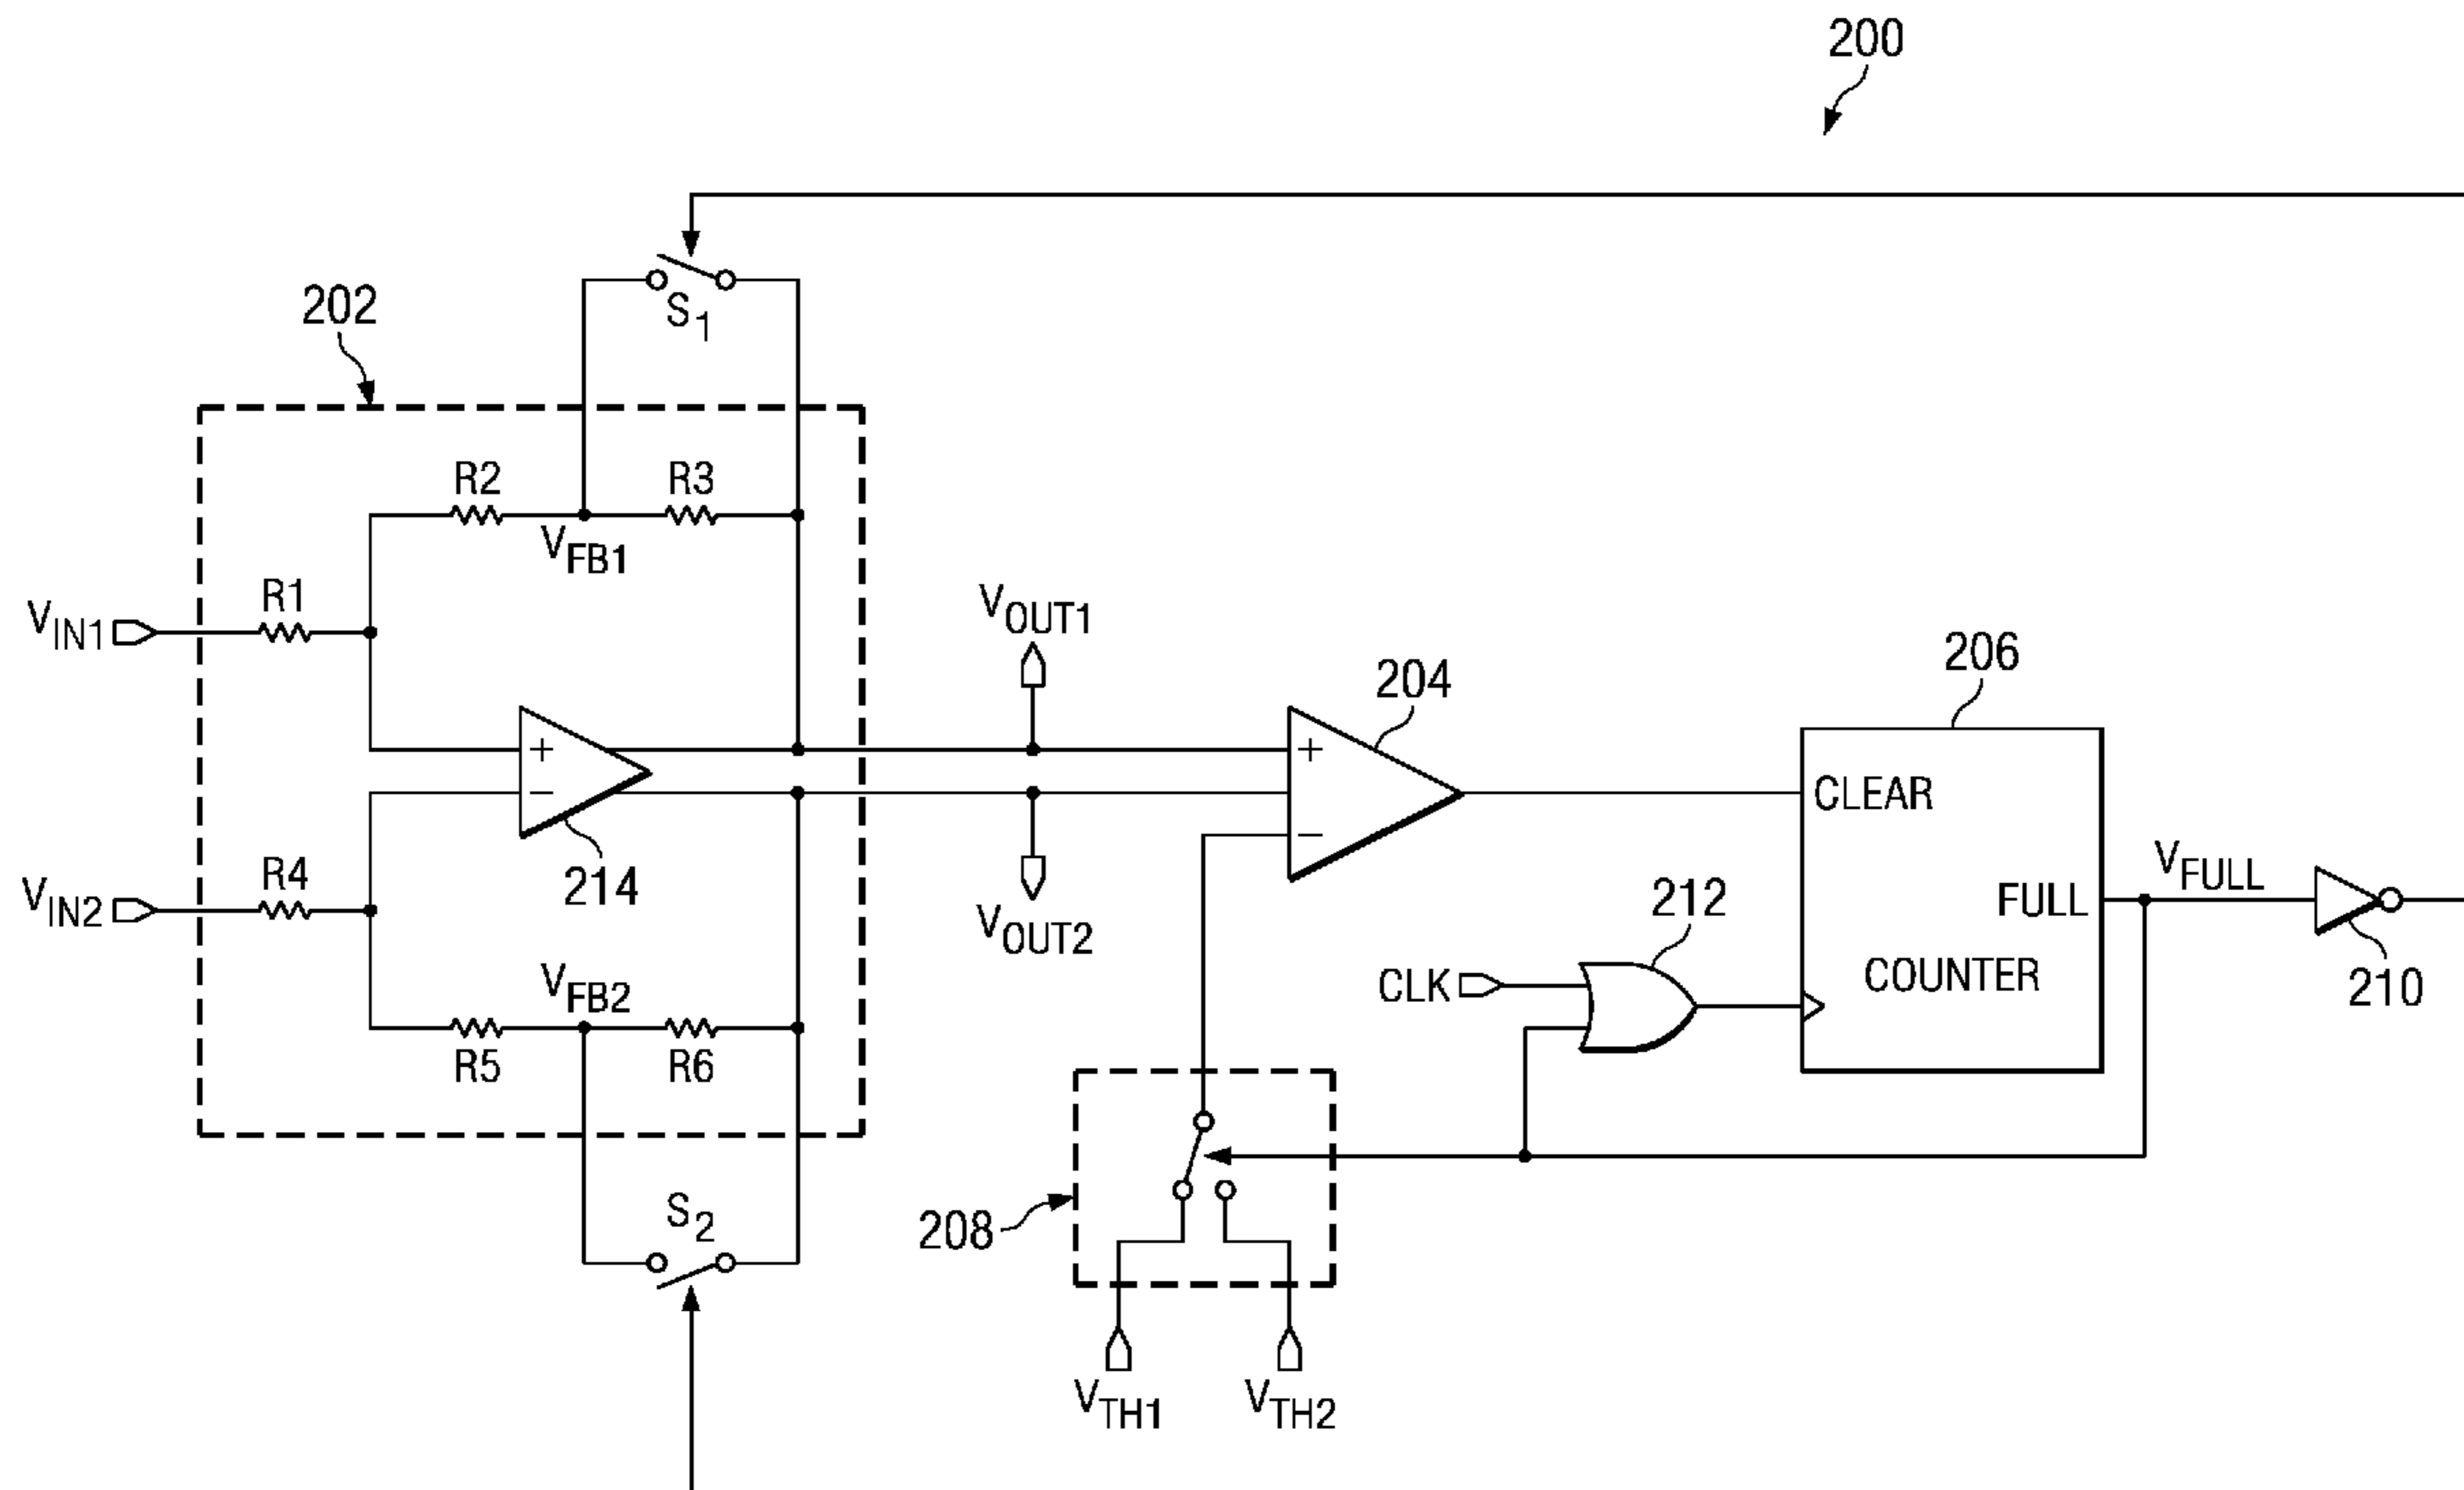 200
S1
202
R2
R3
VFB1
R1
VIN1
VOUT1
204
206
+
−
+
−
CLEAR
214
VOUT2
R4
VIN2
212
VFULL
FULL
CLK
COUNTER
210
VFB2
R5
R6
S2
208
VTH1
VTH2